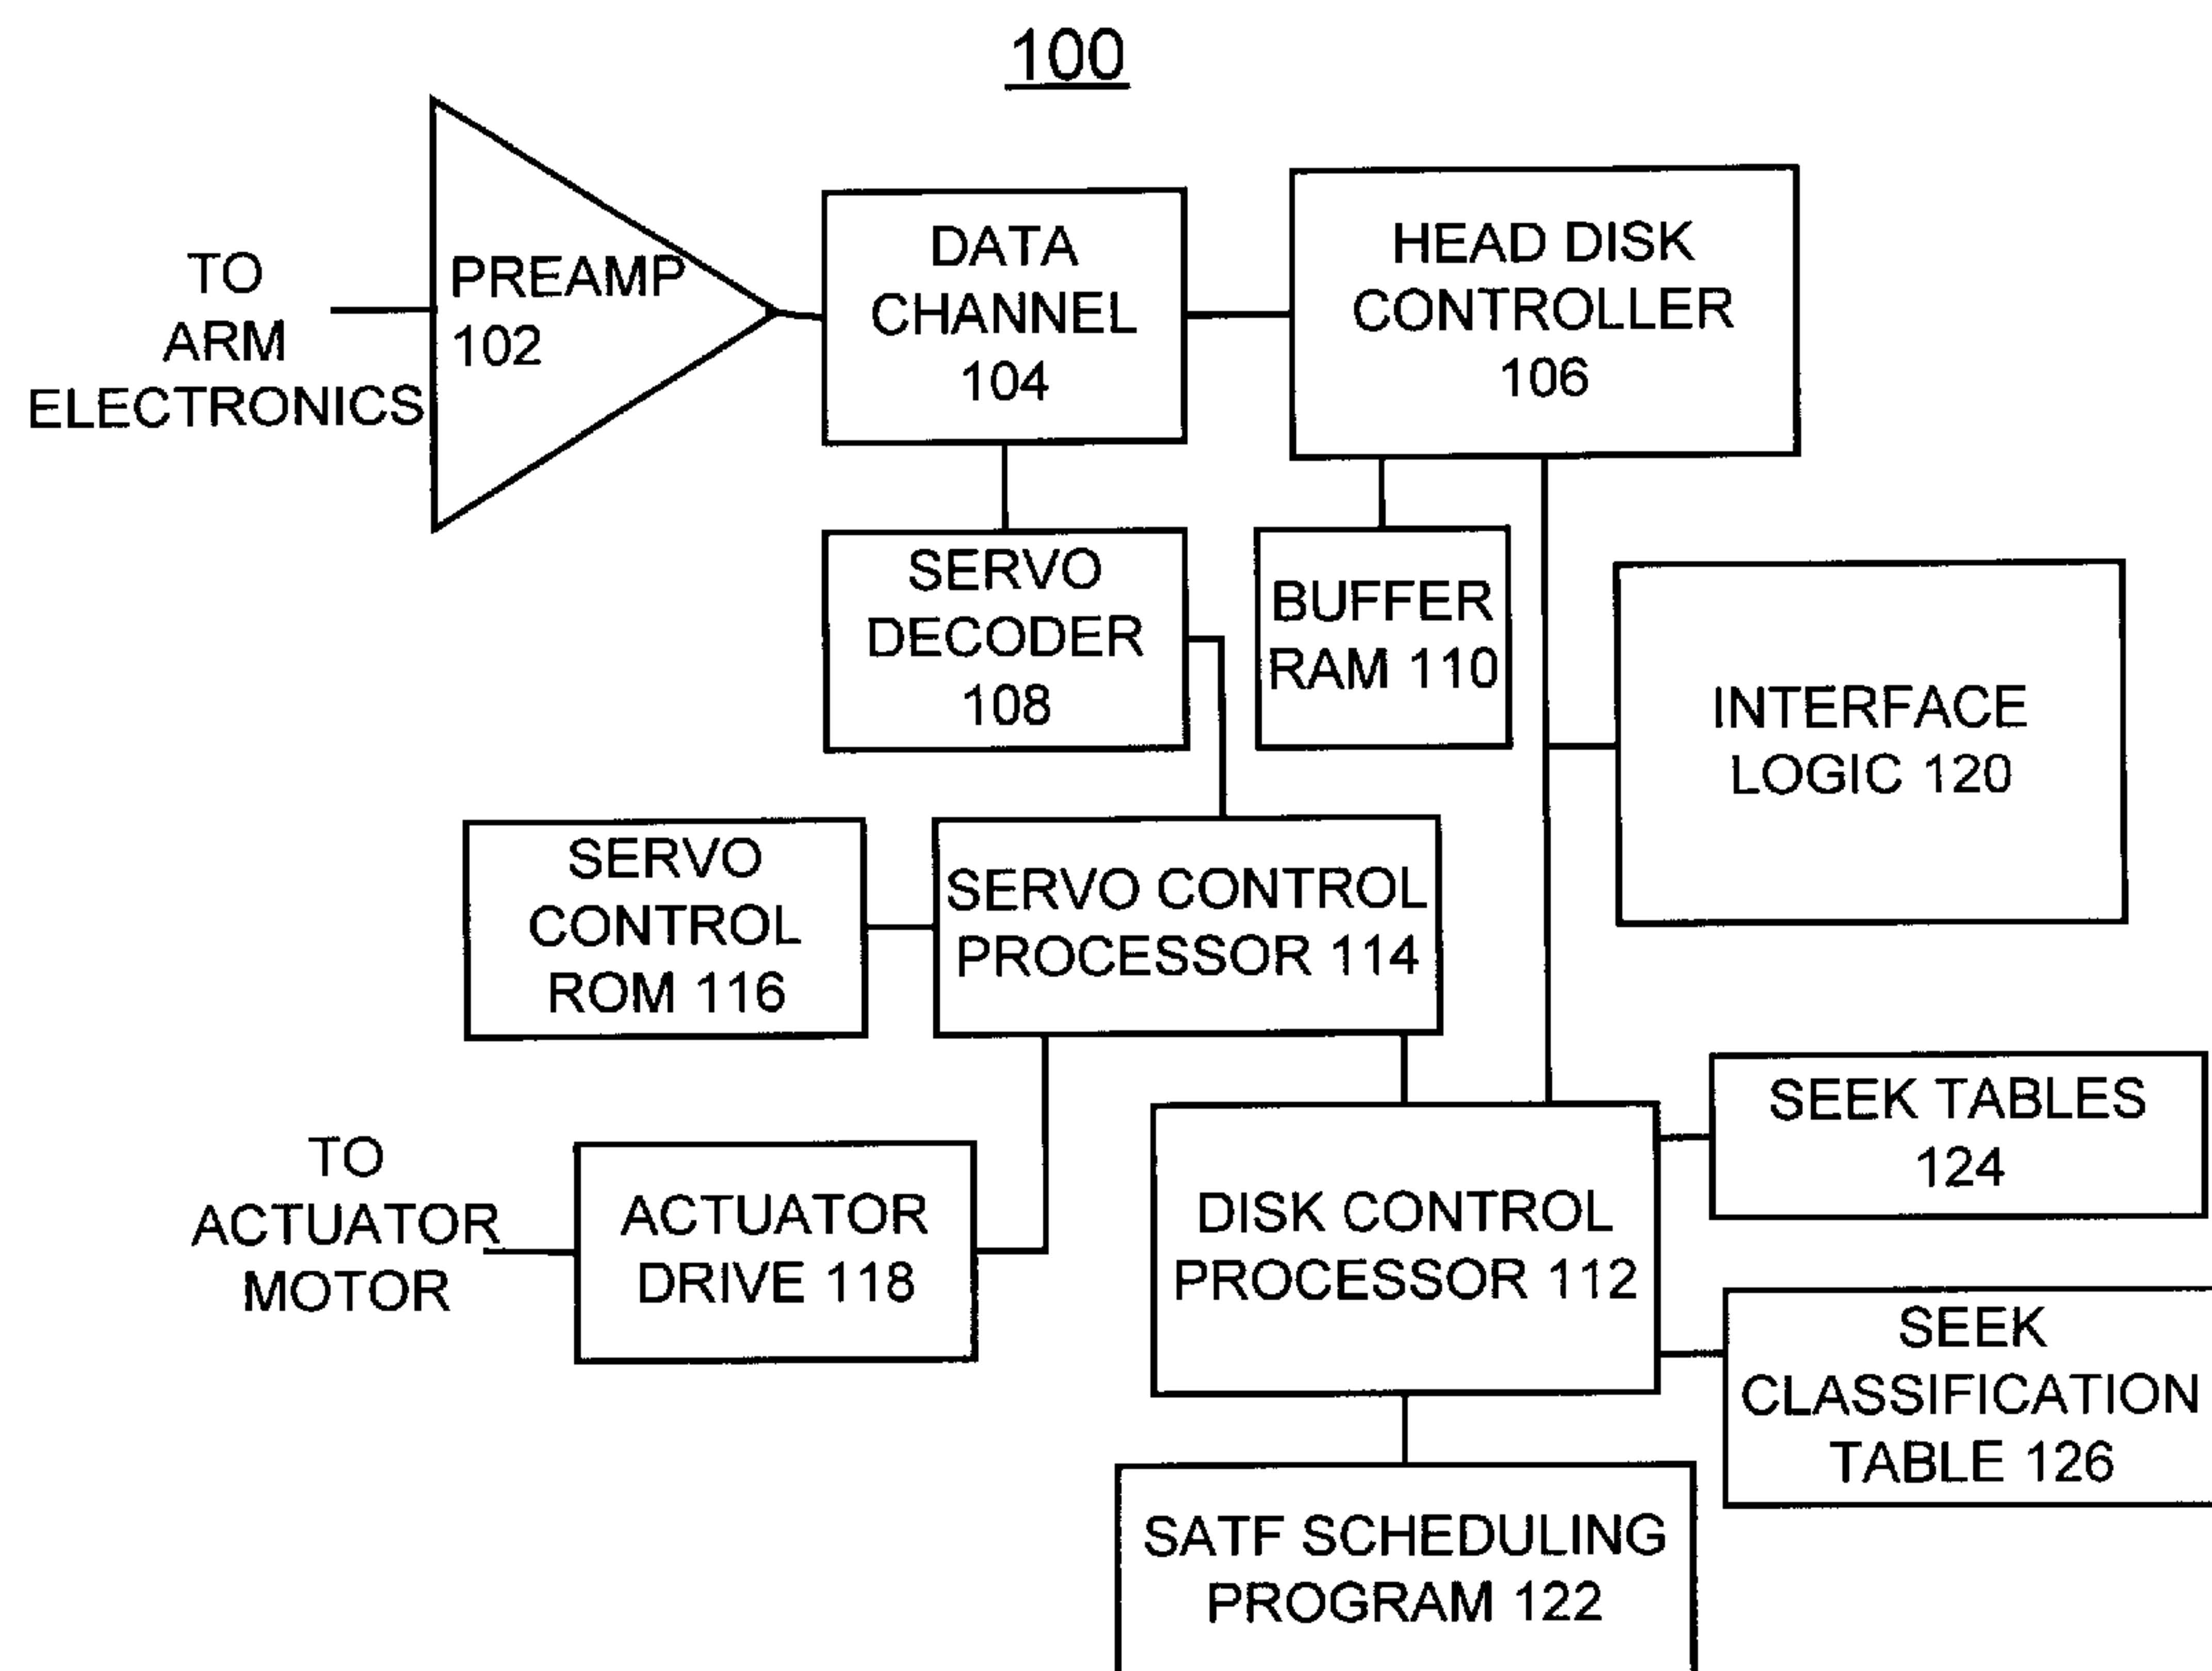 100
TO
ARM
ELECTRONICS
PREAMP
102
DATA
CHANNEL
104
HEAD DISK
CONTROLLER
106
SERVO
DECODER
108
BUFFER
RAM 110
INTERFACE
LOGIC 120
SERVO
CONTROL
ROM 116
SERVO CONTROL
PROCESSOR 114
TO
ACTUATOR
MOTOR
ACTUATOR
DRIVE 118
DISK CONTROL
PROCESSOR 112
SEEK TABLES
124
SEEK
CLASSIFICATION
TABLE 126
SATF SCHEDULING
PROGRAM 122